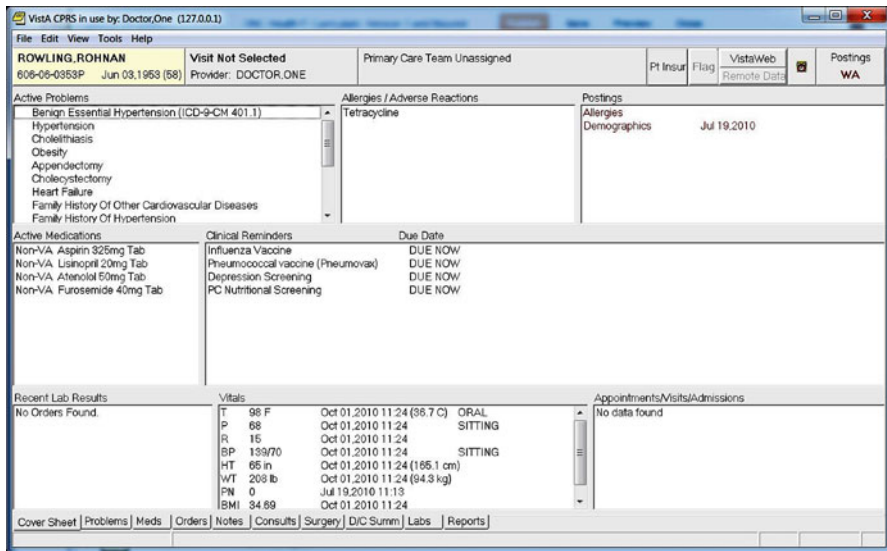 VistA CPRS in use by: Doctor,One (127.0.0.1)
File Edit View Tools Help
ROWLING,ROHNAN
606-06-0353P Jun 03,1953 (58)
Visit Not Selected
Provider: DOCTOR,ONE
Primary Care Team Unassigned
Pt Insur
Flag
VistaWeb
Remote Data
Postings
WA
Active Problems
Benign Essential Hypertension (ICD-9-CM 401.1)
Hypertension
Cholelithiasis
Obesity
Appendectomy
Cholecystectomy
Heart Failure
Family History Of Other Cardiovascular Diseases
Family History Of Hypertension
Allergies / Adverse Reactions
Tetracycline
Postings
Allergies
Demographics Jul 19,2010
Active Medications
Non-VA Aspirin 325mg Tab
Non-VA Lisinopril 20mg Tab
Non-VA Atenolol 50mg Tab
Non-VA Furosemide 40mg Tab
Clinical Reminders Due Date
Influenza Vaccine DUE NOW
Pneumococcal vaccine (Pneumovax) DUE NOW
Depression Screening DUE NOW
PC Nutritional Screening DUE NOW
Recent Lab Results
No Orders Found.
Vitals
T 98 F Oct 01,2010 11:24 (36.7 C) ORAL
P 68 Oct 01,2010 11:24 SITTING
R 15 Oct 01,2010 11:24
BP 139/70 Oct 01,2010 11:24 SITTING
HT 65 in Oct 01,2010 11:24 (165.1 cm)
WT 208 lb Oct 01,2010 11:24 (94.3 kg)
PN 0 Jul 19,2010 11:13
BMI 34.69 Oct 01,2010 11:24
Appointments/Visits/Admissions
No data found
Cover Sheet Problems Meds Orders Notes Consults Surgery D/C Summ Labs Reports